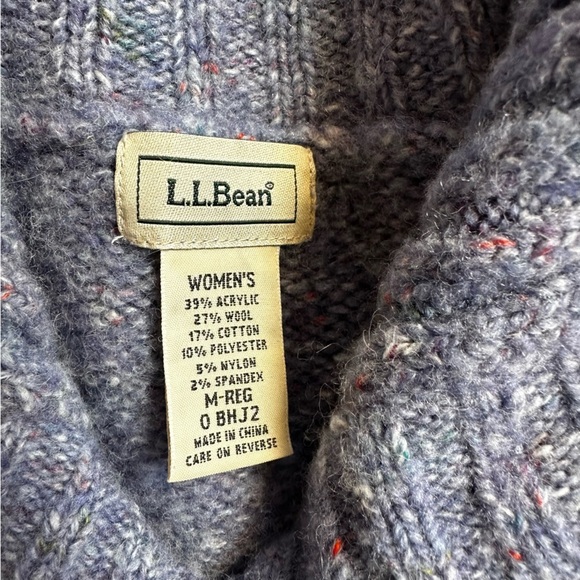 L.L.Bean®
WOMEN'S
39% ACRYLIC
27% WOOL
17% COTTON
10% POLYESTER
5% NYLON
2% SPANDEX
M-REG
0 BHJ2
MADE IN CHINA
CARE ON REVERSE